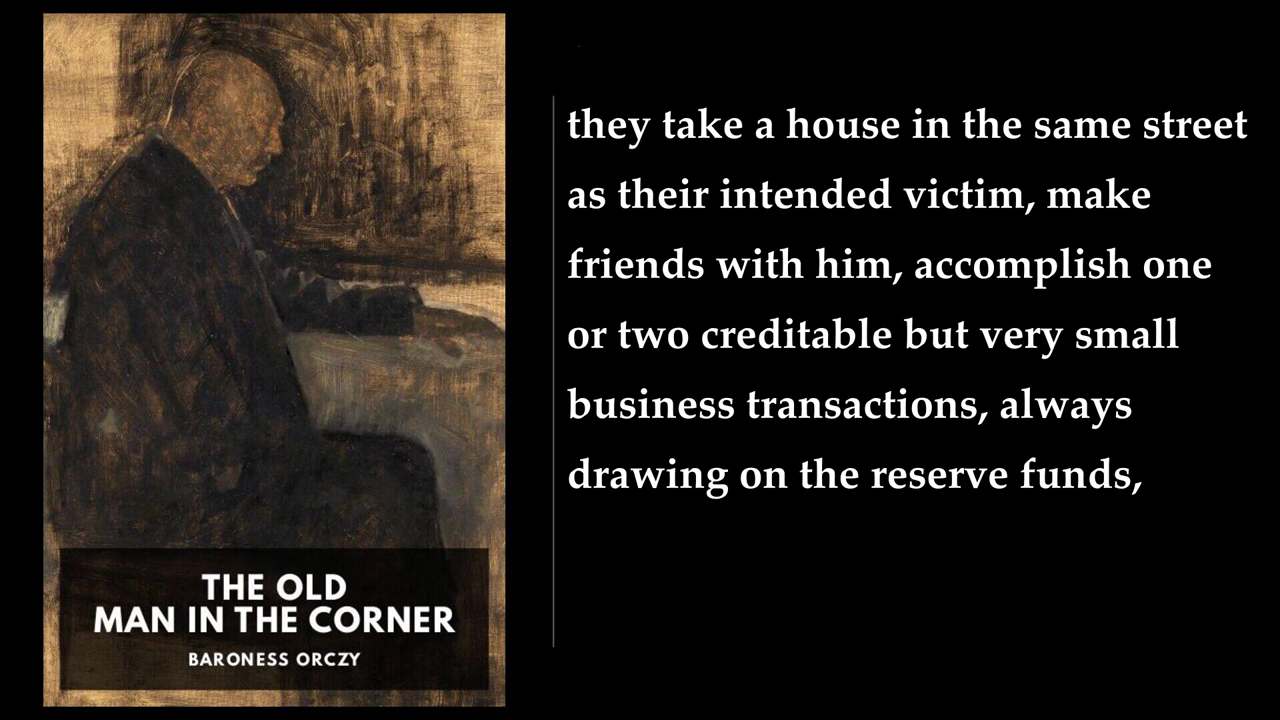 THE OLD
MAN IN THE CORNER
BARONESS ORCZY
they take a house in the same street
as their intended victim, make
friends with him, accomplish one
or two creditable but very small
business transactions, always
drawing on the reserve funds,